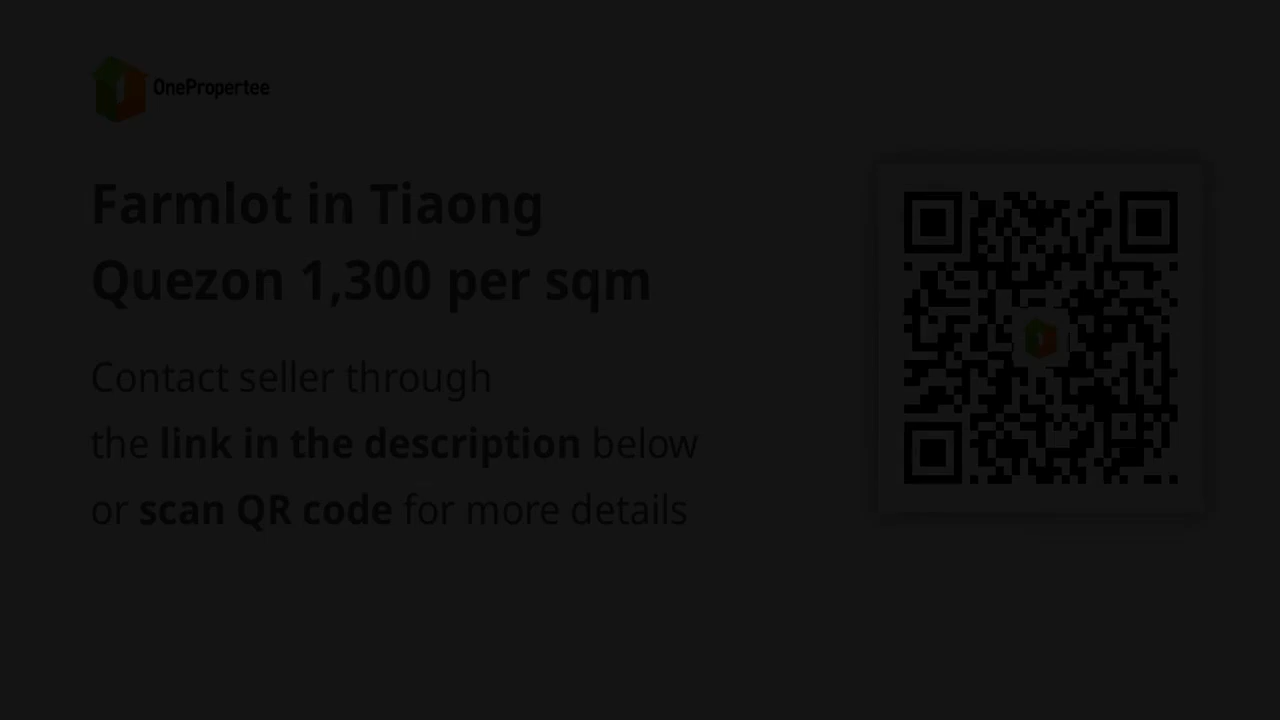 OnePropertee
Farmlot in Tiaong
Quezon 1,300 per sqm
Contact seller through
the link in the description below
or scan QR code for more details